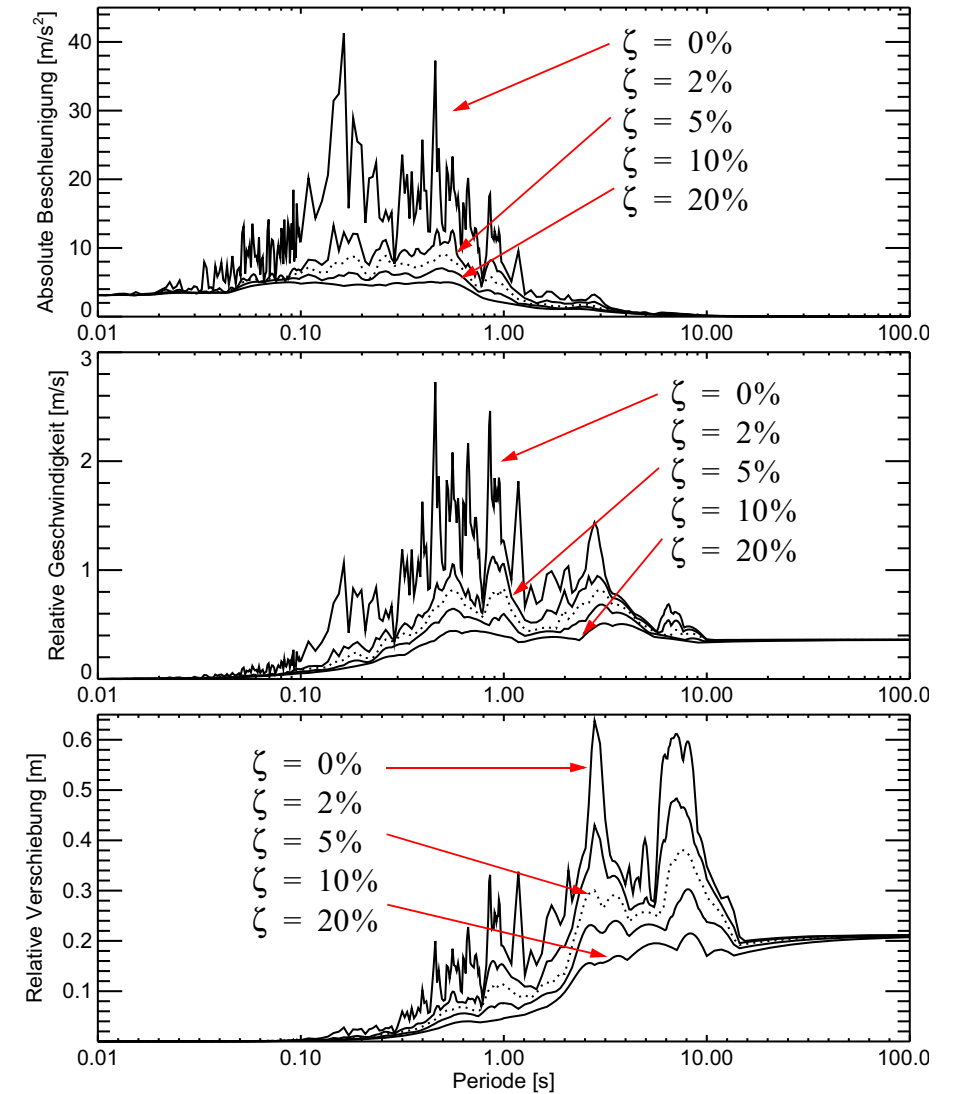 Absolute Beschleunigung [m/s²]
40
20
10
0
30
ζ = 0%
ζ = 2%
ζ = 5%
ζ = 10%
ζ = 20%
0.01 0.10 1.00 10.00 100.0
Relative Geschwindigkeit [m/s]
3
2
1
0
ζ = 0%
ζ = 2%
ζ = 5%
ζ = 10%
ζ = 20%
0.01 0.10 1.00 10.00 100.0
Relative Verschiebung [m]
0.6
0.5
0.4
0.3
0.2
0.1
ζ = 0%
ζ = 2%
ζ = 5%
ζ = 10%
ζ = 20%
0.01 0.10 1.00 10.00 100.0
Periode [s]